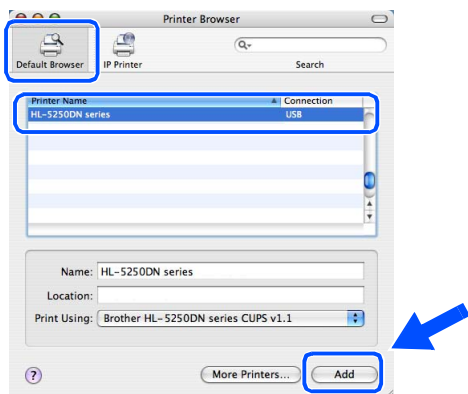 Printer Browser
Default Browser
IP Printer
Q
Search
Printer Name
Connection
HL-5250DN series
USB
Name: HL-5250DN series
Location:
Print Using: Brother HL-5250DN series CUPS v1.1
?
More Printers...
Add